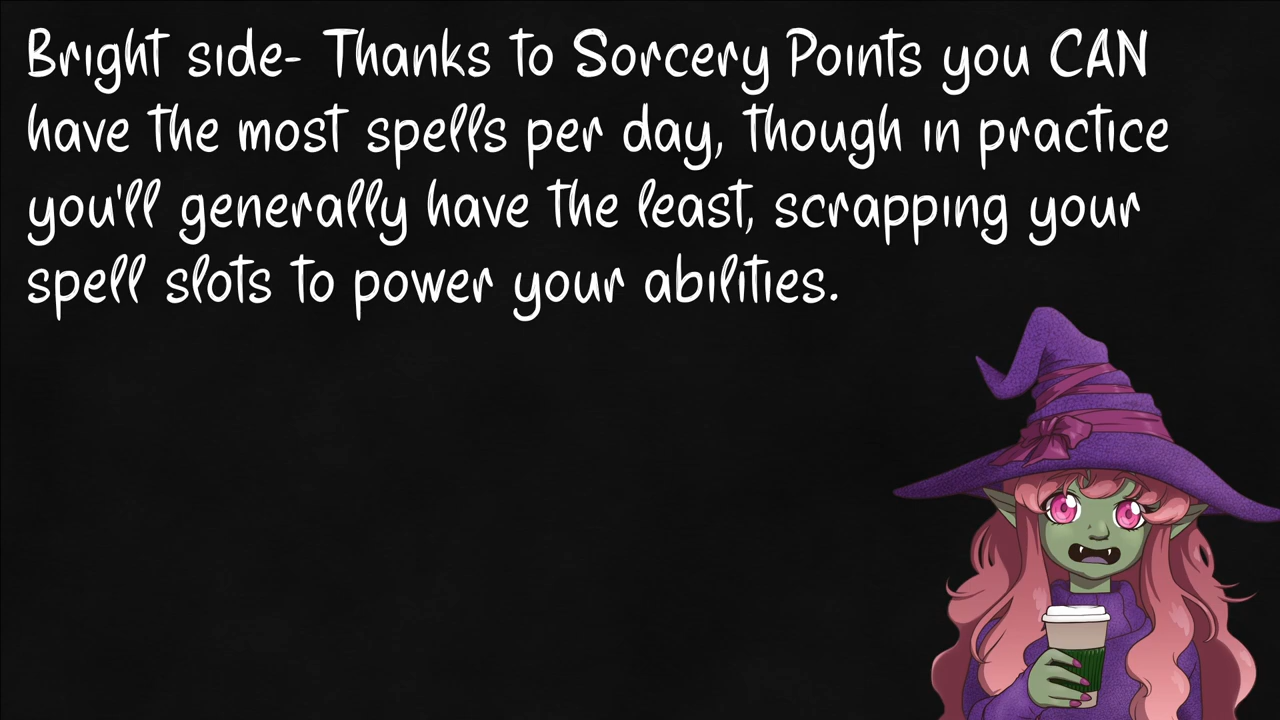 Bright side- Thanks to Sorcery Points you CAN
have the most spells per day, though in practice
you'll generally have the least, scrapping your
spell slots to power your abilities.